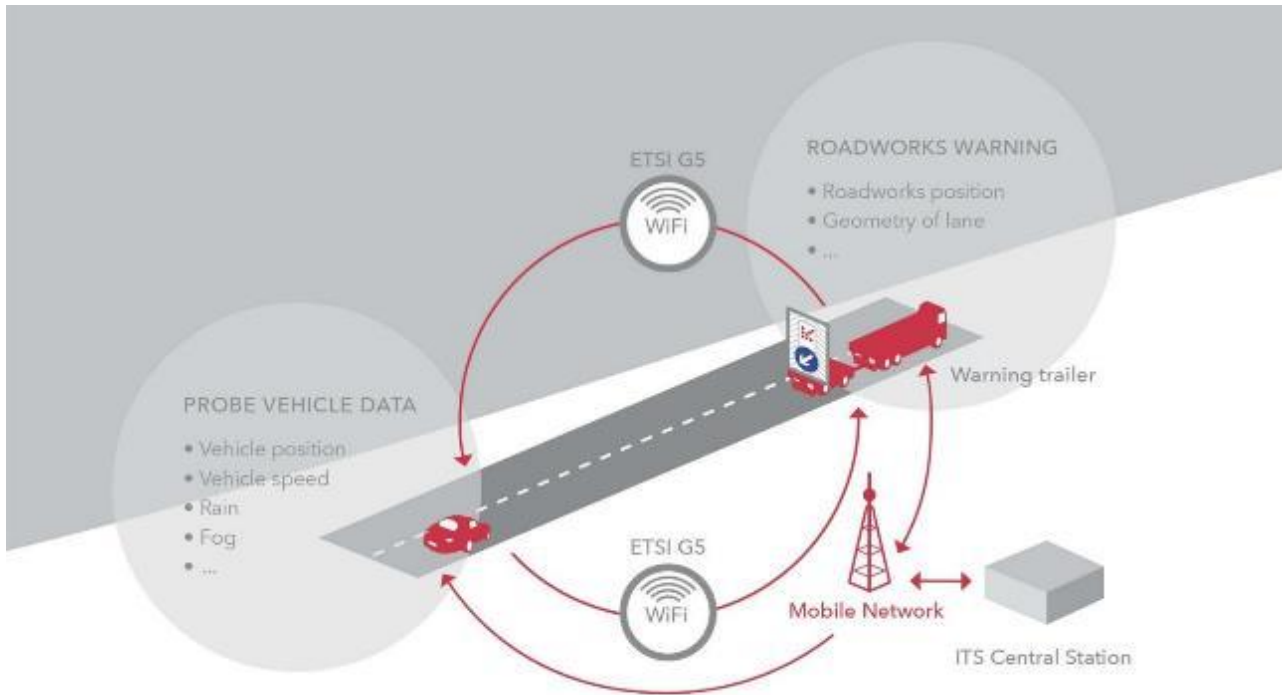 ETSI G5
WiFi
ROADWORKS WARNING
• Roadworks position
• Geometry of lane
• ...
Warning trailer
PROBE VEHICLE DATA
• Vehicle position
• Vehicle speed
• Rain
• Fog
• ...
ETSI G5
WiFi
Mobile Network
ITS Central Station